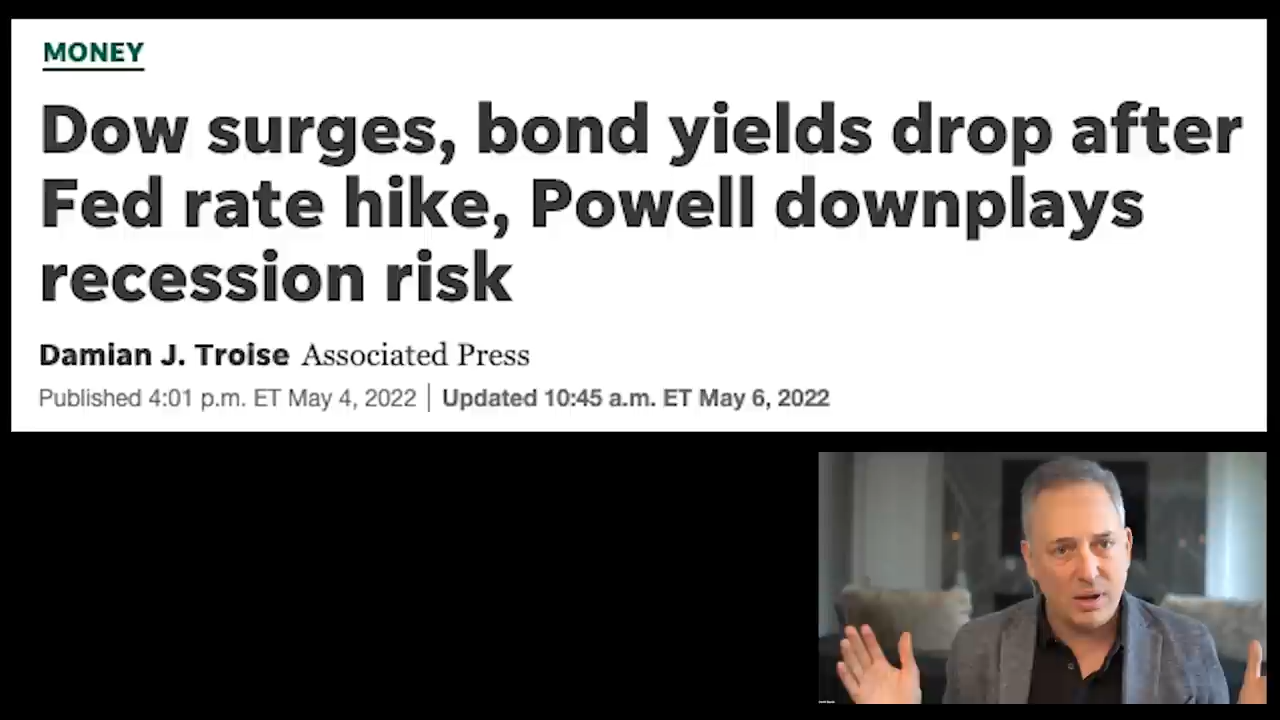 MONEY
Dow surges, bond yields drop after
Fed rate hike, Powell downplays
recession risk
Damian J. Troise Associated Press
Published 4:01 p.m. ET May 4, 2022 | Updated 10:45 a.m. ET May 6, 2022